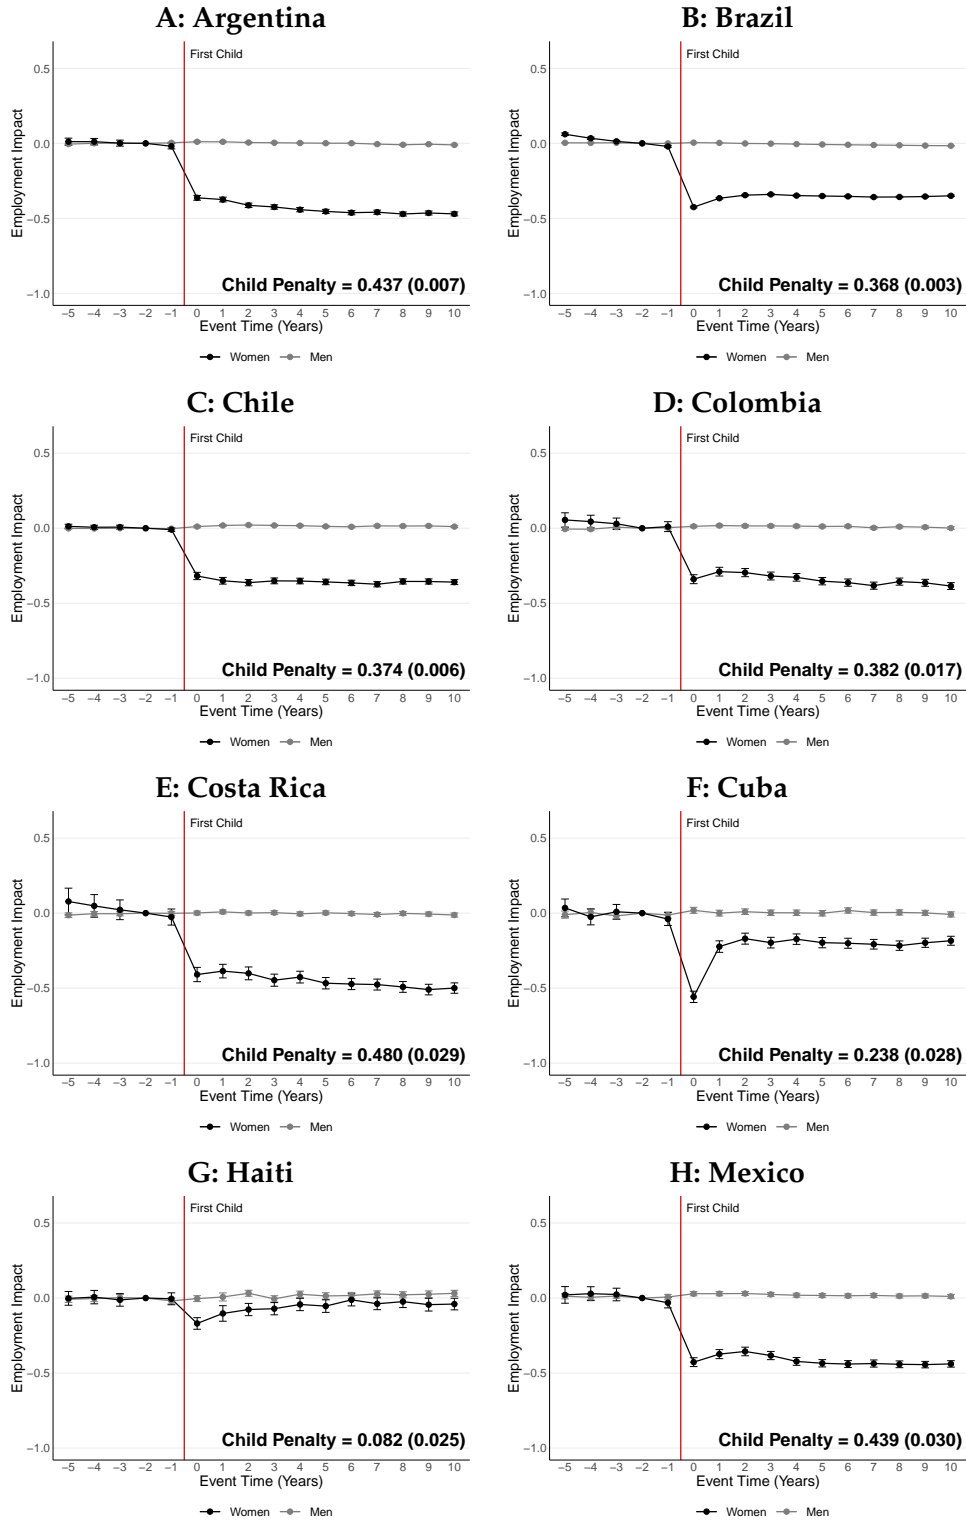 A: Argentina
First Child
0.5
0.0
−0.5
−1.0
Employment Impact
Child Penalty = 0.437 (0.007)
−5 −4 −3 −2 −1 0 1 2 3 4 5 6 7 8 9 10
Event Time (Years)
Women Men
B: Brazil
First Child
0.5
0.0
−0.5
−1.0
Employment Impact
Child Penalty = 0.368 (0.003)
−5 −4 −3 −2 −1 0 1 2 3 4 5 6 7 8 9 10
Event Time (Years)
Women Men
C: Chile
First Child
0.5
0.0
−0.5
−1.0
Employment Impact
Child Penalty = 0.374 (0.006)
−5 −4 −3 −2 −1 0 1 2 3 4 5 6 7 8 9 10
Event Time (Years)
Women Men
D: Colombia
First Child
0.5
0.0
−0.5
−1.0
Employment Impact
Child Penalty = 0.382 (0.017)
−5 −4 −3 −2 −1 0 1 2 3 4 5 6 7 8 9 10
Event Time (Years)
Women Men
E: Costa Rica
First Child
0.5
0.0
−0.5
−1.0
Employment Impact
Child Penalty = 0.480 (0.029)
−5 −4 −3 −2 −1 0 1 2 3 4 5 6 7 8 9 10
Event Time (Years)
Women Men
F: Cuba
First Child
0.5
0.0
−0.5
−1.0
Employment Impact
Child Penalty = 0.238 (0.028)
−5 −4 −3 −2 −1 0 1 2 3 4 5 6 7 8 9 10
Event Time (Years)
Women Men
G: Haiti
First Child
0.5
0.0
−0.5
−1.0
Employment Impact
Child Penalty = 0.082 (0.025)
−5 −4 −3 −2 −1 0 1 2 3 4 5 6 7 8 9 10
Event Time (Years)
Women Men
H: Mexico
First Child
0.5
0.0
−0.5
−1.0
Employment Impact
Child Penalty = 0.439 (0.030)
−5 −4 −3 −2 −1 0 1 2 3 4 5 6 7 8 9 10
Event Time (Years)
Women Men